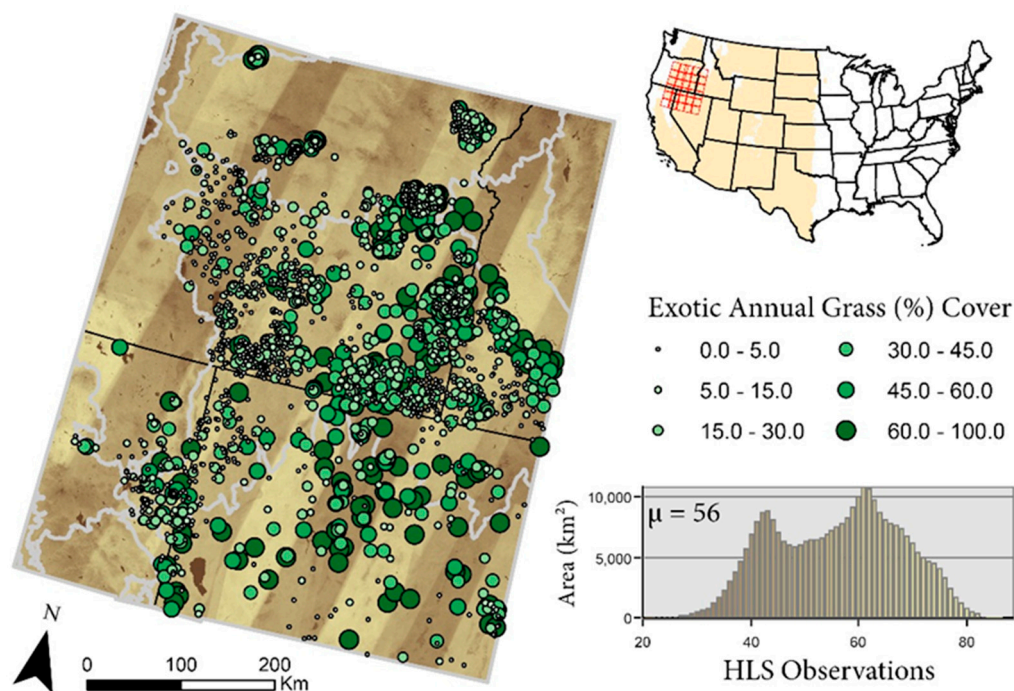 N
0 100 200
Km
Exotic Annual Grass (%) Cover
0.0 - 5.0
5.0 - 15.0
15.0 - 30.0
30.0 - 45.0
45.0 - 60.0
60.0 - 100.0
μ = 56
Area (km²)
10,000
5,000
0
20 40 60 80
HLS Observations